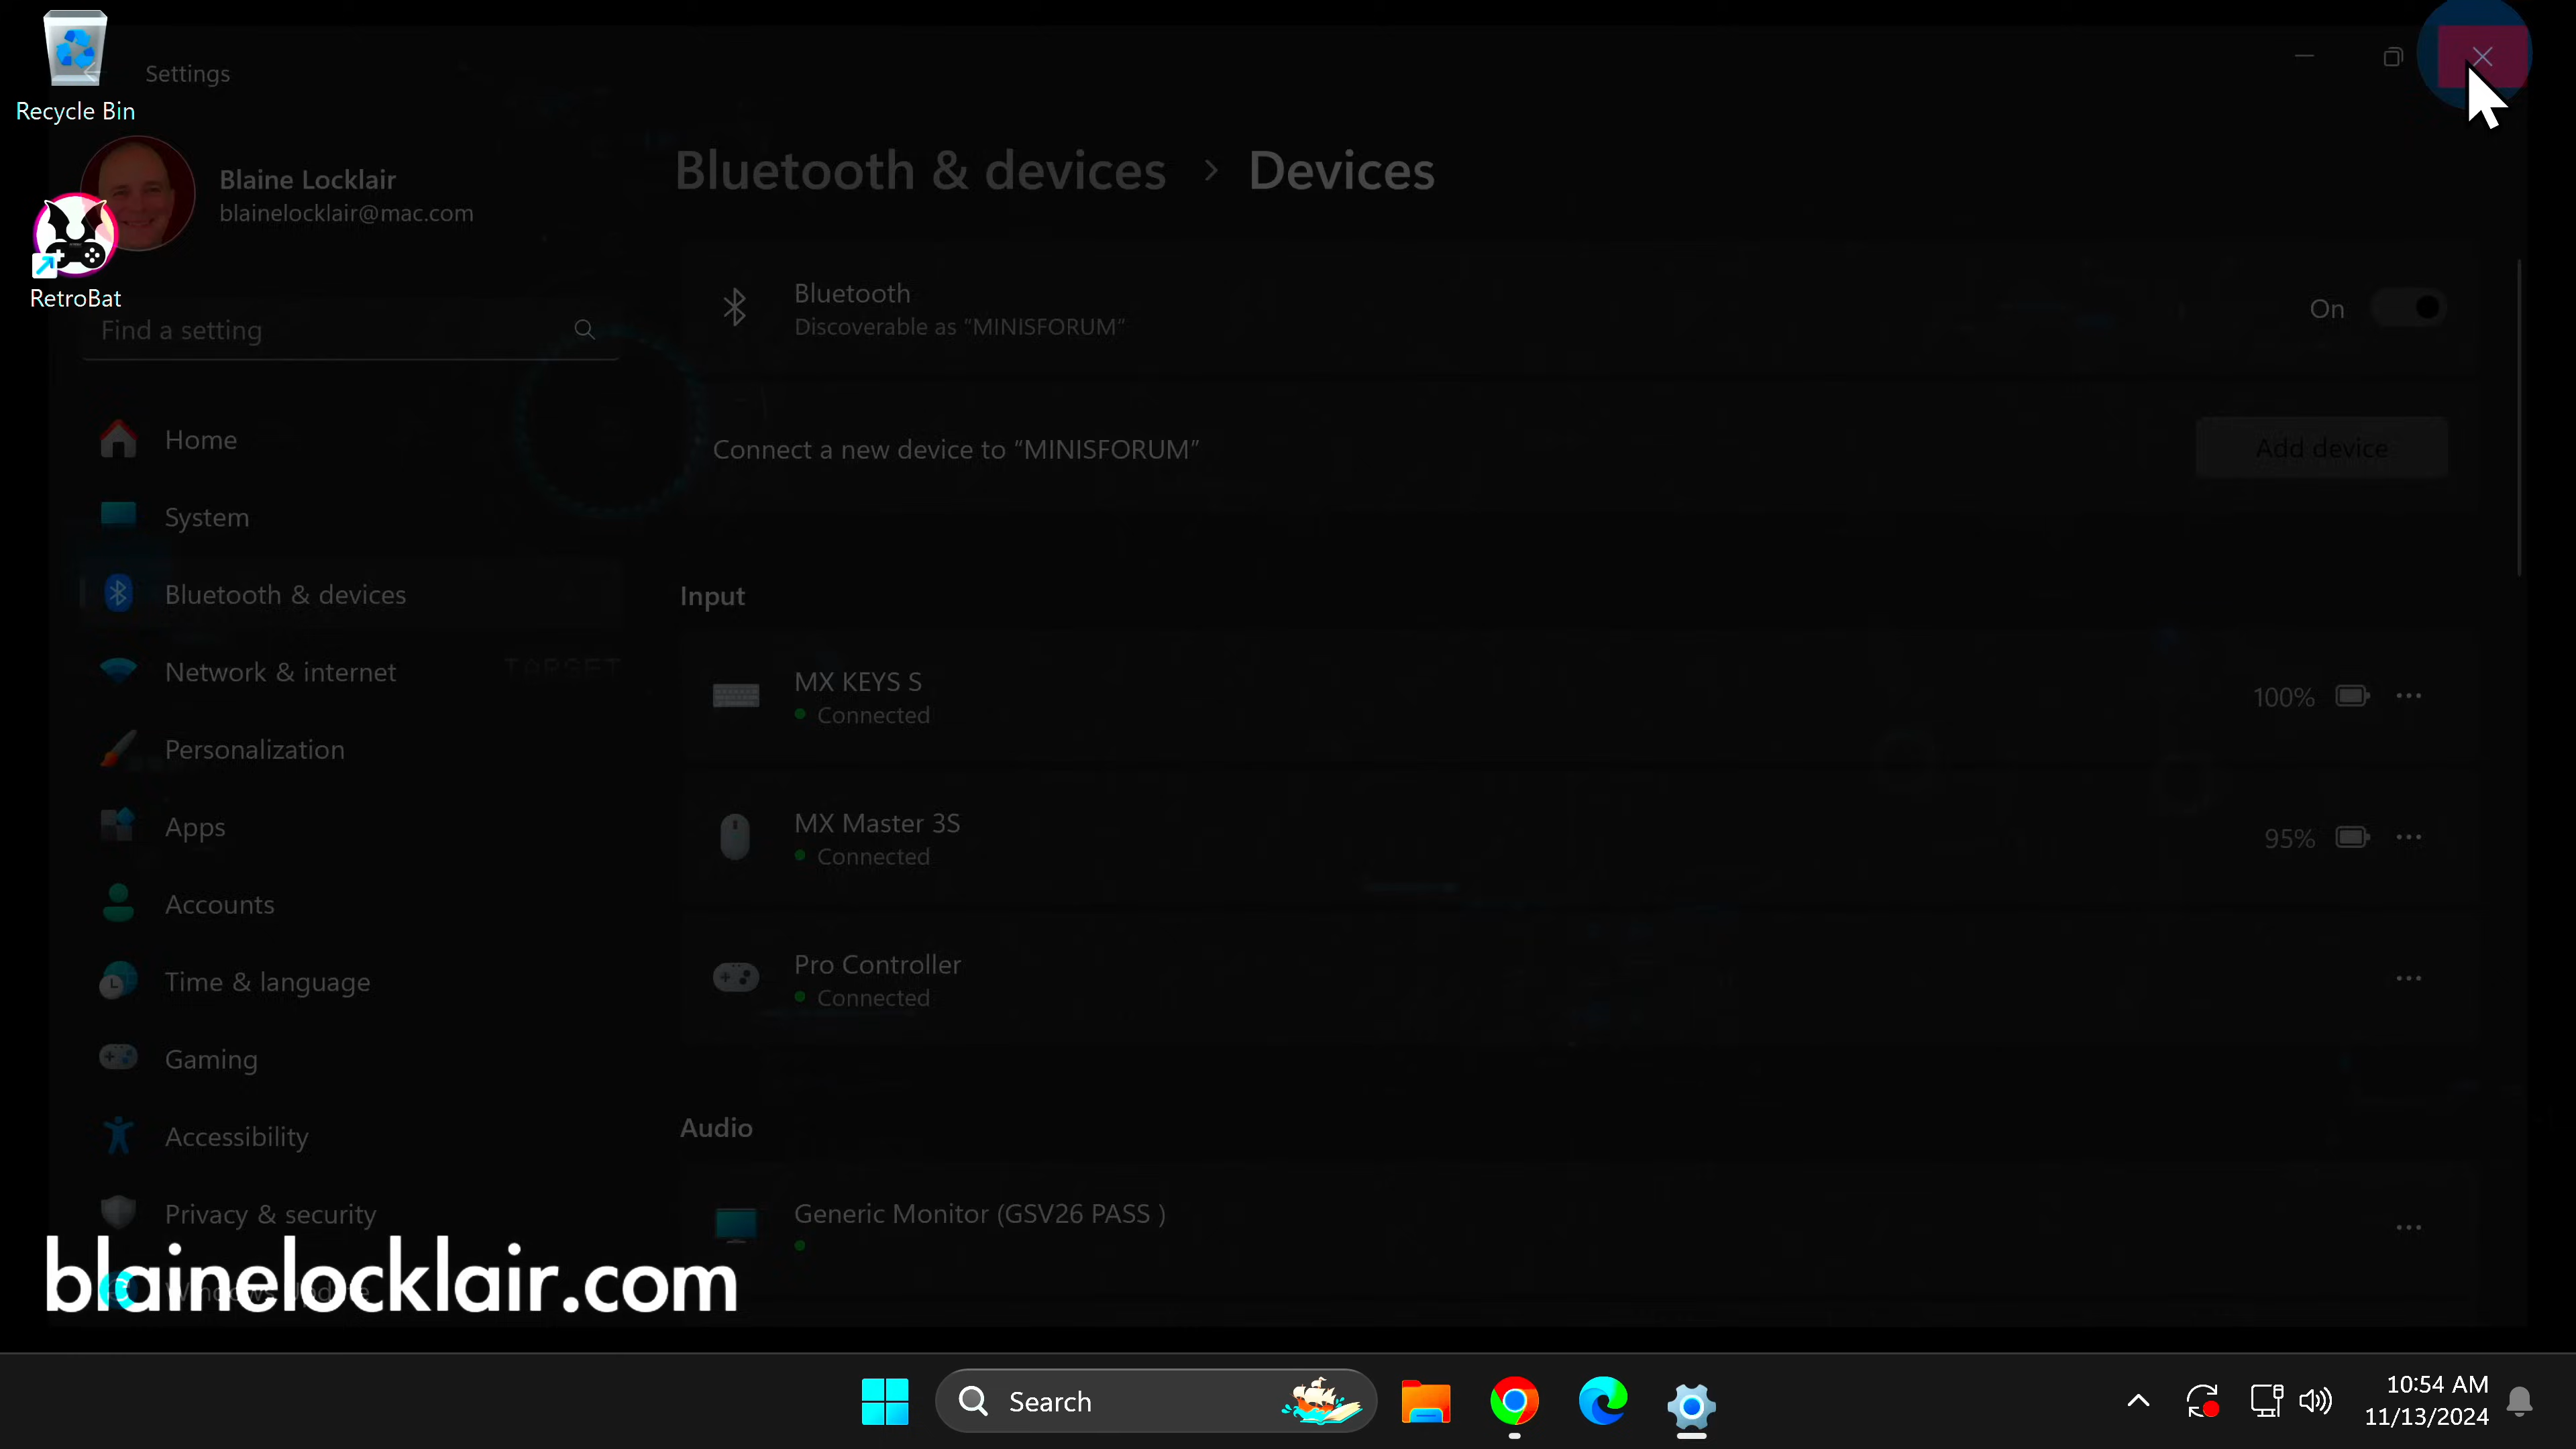 Recycle Bin
RetroBat
Settings
Blaine Locklair
blainelocklair@mac.com
Find a setting
Home
System
Bluetooth & devices
Network & internet
Personalization
Apps
Accounts
Time & language
Gaming
Accessibility
Privacy & security
Windows Update
Bluetooth & devices > Devices
Bluetooth
Discoverable as “MINISFORUM”
On
Connect a new device to “MINISFORUM”
Add device
Input
MX KEYS S
Connected
100%
MX Master 3S
Connected
95%
Pro Controller
Connected
Audio
Generic Monitor (GSV26 PASS )
TARGET
blainelocklair.com
Search
10:54 AM
11/13/2024